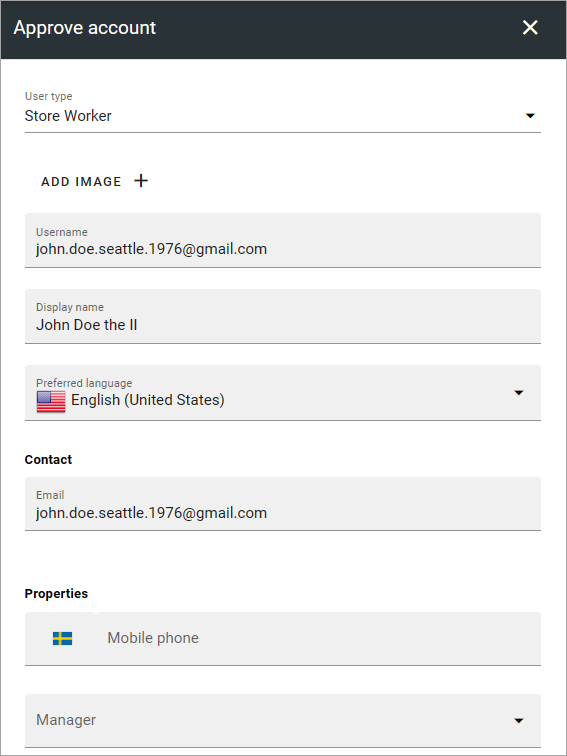 Approve account
User type
Store Worker
ADD IMAGE
Username
john.doe.seattle.1976@gmail.com
Display name
John Doe the II
Preferred language
English (United States)
Contact
Email
john.doe.seattle.1976@gmail.com
Properties
Mobile phone
Manager